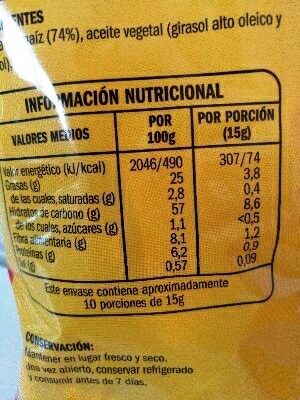 ENTES
maíz (74%), aceite vegetal (girasol alto oleico y
ol),
INFORMACIÓN NUTRICIONAL
VALORES MEDIOS POR 100g POR PORCIÓN (15g)
Valor energético (kJ/kcal) 2046/490 307/74
Grasas (g) 25 3,8
de las cuales, saturadas (g) 2,8 0,4
Hidratos de carbono (g) 57 8,6
de los cuales, azúcares (g) 1,1 <0,5
Fibra alimentaria (g) 8,1 1,2
Proteínas (g) 6,2 0,9
Sal (g) 0,57 0,09
Este envase contiene aproximadamente
10 porciones de 15g
CONSERVACIÓN:
Mantener en lugar fresco y seco.
Una vez abierto, conservar refrigerado
y consumir antes de 7 días.